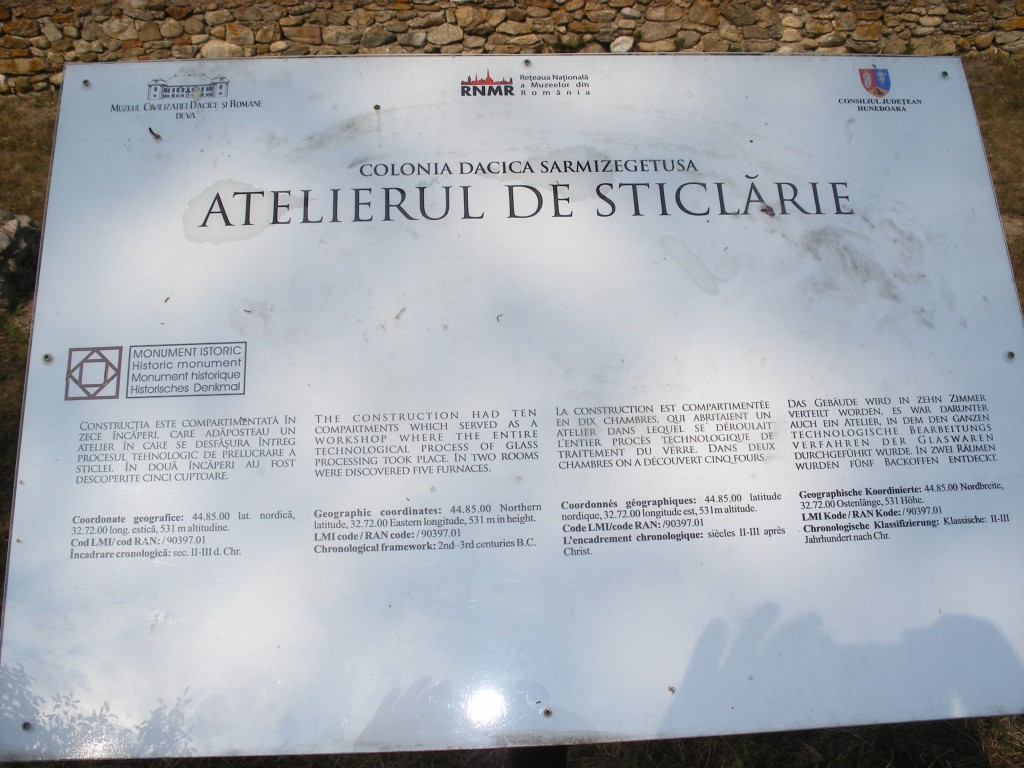 MUZEUL CIVILIZAȚIEI DACICE ȘI ROMANE
DEVA
RNMR
Rețeaua Națională
a Muzeelor din
România
CONSILIUL JUDEȚEAN
HUNEDOARA
COLONIA DACICA SARMIZEGETUSA
ATELIERUL DE STICLĂRIE
MONUMENT ISTORIC
Historic monument
Monument historique
Historisches Denkmal
CONSTRUCȚIA ESTE COMPARTIMENTATĂ ÎN
ZECE ÎNCĂPERI, CARE ADĂPOSTEAU UN
ATELIER ÎN CARE SE DESFĂȘURA ÎNTREG
PROCESUL TEHNOLOGIC DE PRELUCRARE A
STICLEI. ÎN DOUĂ ÎNCĂPERI AU FOST
DESCOPERITE CINCI CUPTOARE.
Coordonate geografice: 44.85.00 lat. nordică,
32.72.00 long. estică, 531 m altitudine.
Cod LMI/cod RAN: / 90397.01
Încadrare cronologică: sec. II-III d. Chr.
THE CONSTRUCTION HAD TEN
COMPARTMENTS WHICH SERVED AS A
WORKSHOP WHERE THE ENTIRE
TECHNOLOGICAL PROCESS OF GLASS
PROCESSING TOOK PLACE. IN TWO ROOMS
WERE DISCOVERED FIVE FURNACES.
Geographic coordinates: 44.85.00 Northern
latitude, 32.72.00 Eastern longitude, 531 m in height.
LMI code / RAN code: / 90397.01
Chronological framework: 2nd–3rd centuries B.C.
LA CONSTRUCTION EST COMPARTIMENTÉE
EN DIX CHAMBRES, QUI ABRITAIENT UN
ATELIER DANS LEQUEL SE DÉROULAIT
L'ENTIER PROCÈS TECHNOLOGIQUE DE
TRAITEMENT DU VERRE. DANS DEUX
CHAMBRES ON A DÉCOUVERT CINQ FOURS.
Coordonnés géographiques: 44.85.00 latitude
nordique, 32.72.00 longitude est, 531m altitude.
Code LMI/code RAN: / 90397.01
L'encadrement chronologique: siècles II-III après
Christ.
DAS GEBÄUDE WIRD IN ZEHN ZIMMER
VERTEILT WORDEN, ES WAR DARUNTER
AUCH EIN ATELIER, IN DEM DEN GANZEN
TECHNOLOGISCHE BEARBEITUNGS
VERFAHREN DER GLASWAREN
DURCHGEFÜHRT WURDE. IN ZWEI RÄUMEN
WURDEN FÜNF BACKOFFEN ENTDECKT.
Geographische Koordinierte: 44.85.00 Nordbreite,
32.72.00 Ostenlänge, 531 Höhe.
LMI Kode / RAN Kode: / 90397.01
Chronologische Klassifizierung: Klassische: II-III
Jahrhundert nach Chr.